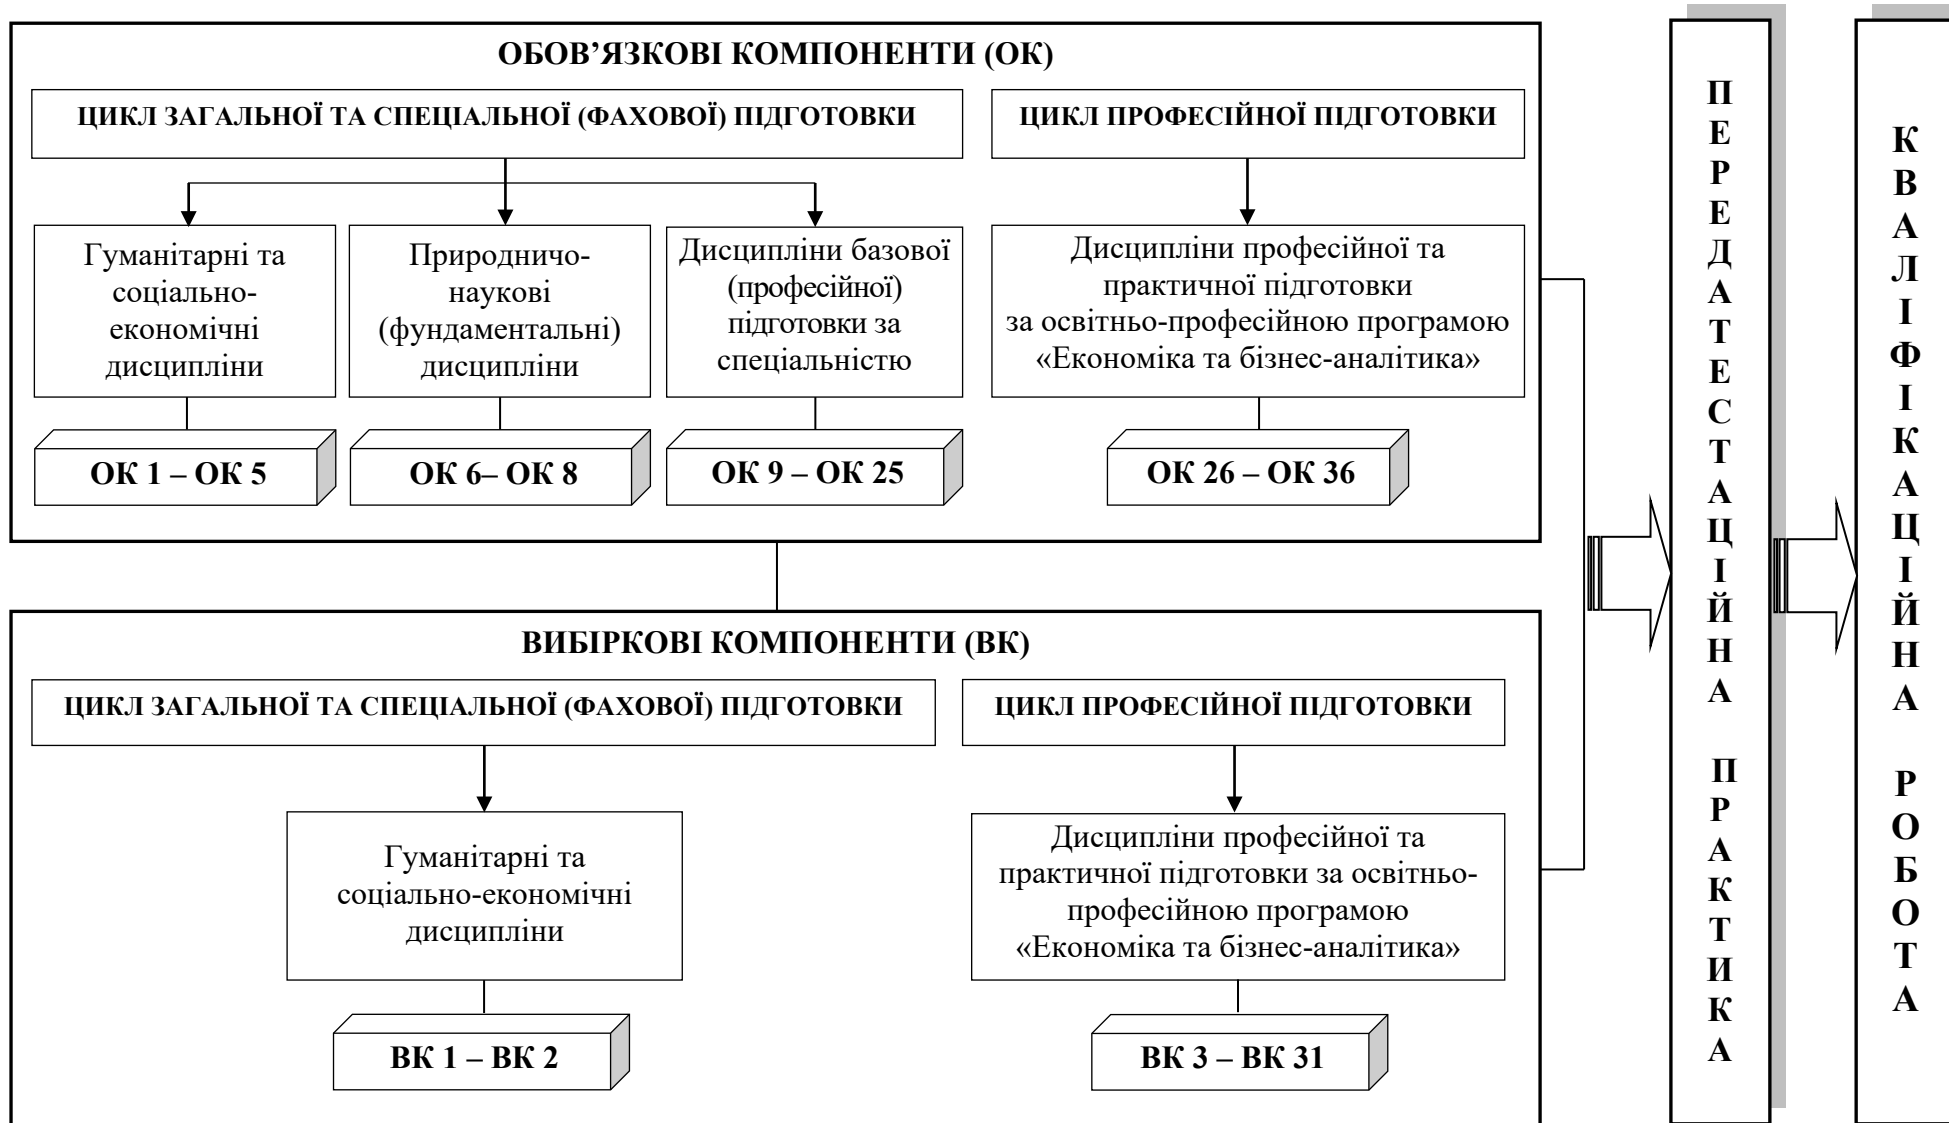 ОБОВ’ЯЗКОВІ КОМПОНЕНТИ (ОК)
ЦИКЛ ЗАГАЛЬНОЇ ТА СПЕЦІАЛЬНОЇ (ФАХОВОЇ) ПІДГОТОВКИ
ЦИКЛ ПРОФЕСІЙНОЇ ПІДГОТОВКИ
Гуманітарні та
соціально-
економічні
дисципліни
Природничо-
наукові
(фундаментальні)
дисципліни
Дисципліни базової
(професійної)
підготовки за
спеціальністю
Дисципліни професійної та
практичної підготовки
за освітньо-професійною програмою
«Економіка та бізнес-аналітика»
ОК 1 – ОК 5
ОК 6– ОК 8
ОК 9 – ОК 25
ОК 26 – ОК 36
ВИБІРКОВІ КОМПОНЕНТИ (ВК)
ЦИКЛ ЗАГАЛЬНОЇ ТА СПЕЦІАЛЬНОЇ (ФАХОВОЇ) ПІДГОТОВКИ
ЦИКЛ ПРОФЕСІЙНОЇ ПІДГОТОВКИ
Гуманітарні та
соціально-економічні
дисципліни
Дисципліни професійної та
практичної підготовки за освітньо-
професійною програмою
«Економіка та бізнес-аналітика»
ВК 1 – ВК 2
ВК 3 – ВК 31
ПЕРЕДАТЕСТАЦІЙНА ПРАКТИКА
КВАЛІФІКАЦІЙНА РОБОТА